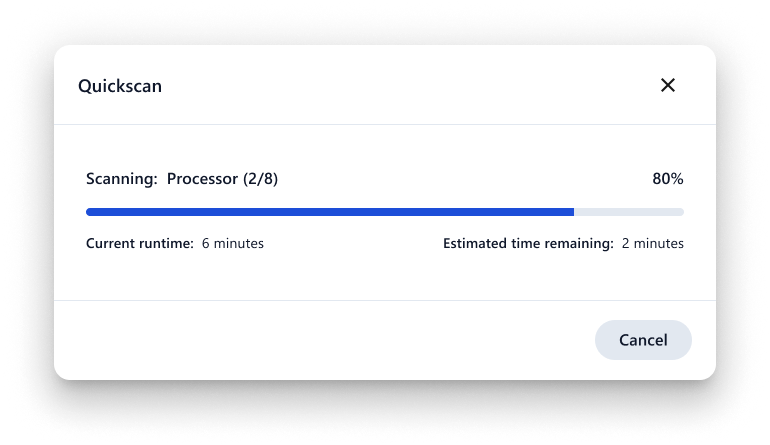 Quickscan
Scanning: Processor (2/8) 80%
Current runtime: 6 minutes Estimated time remaining: 2 minutes
Cancel